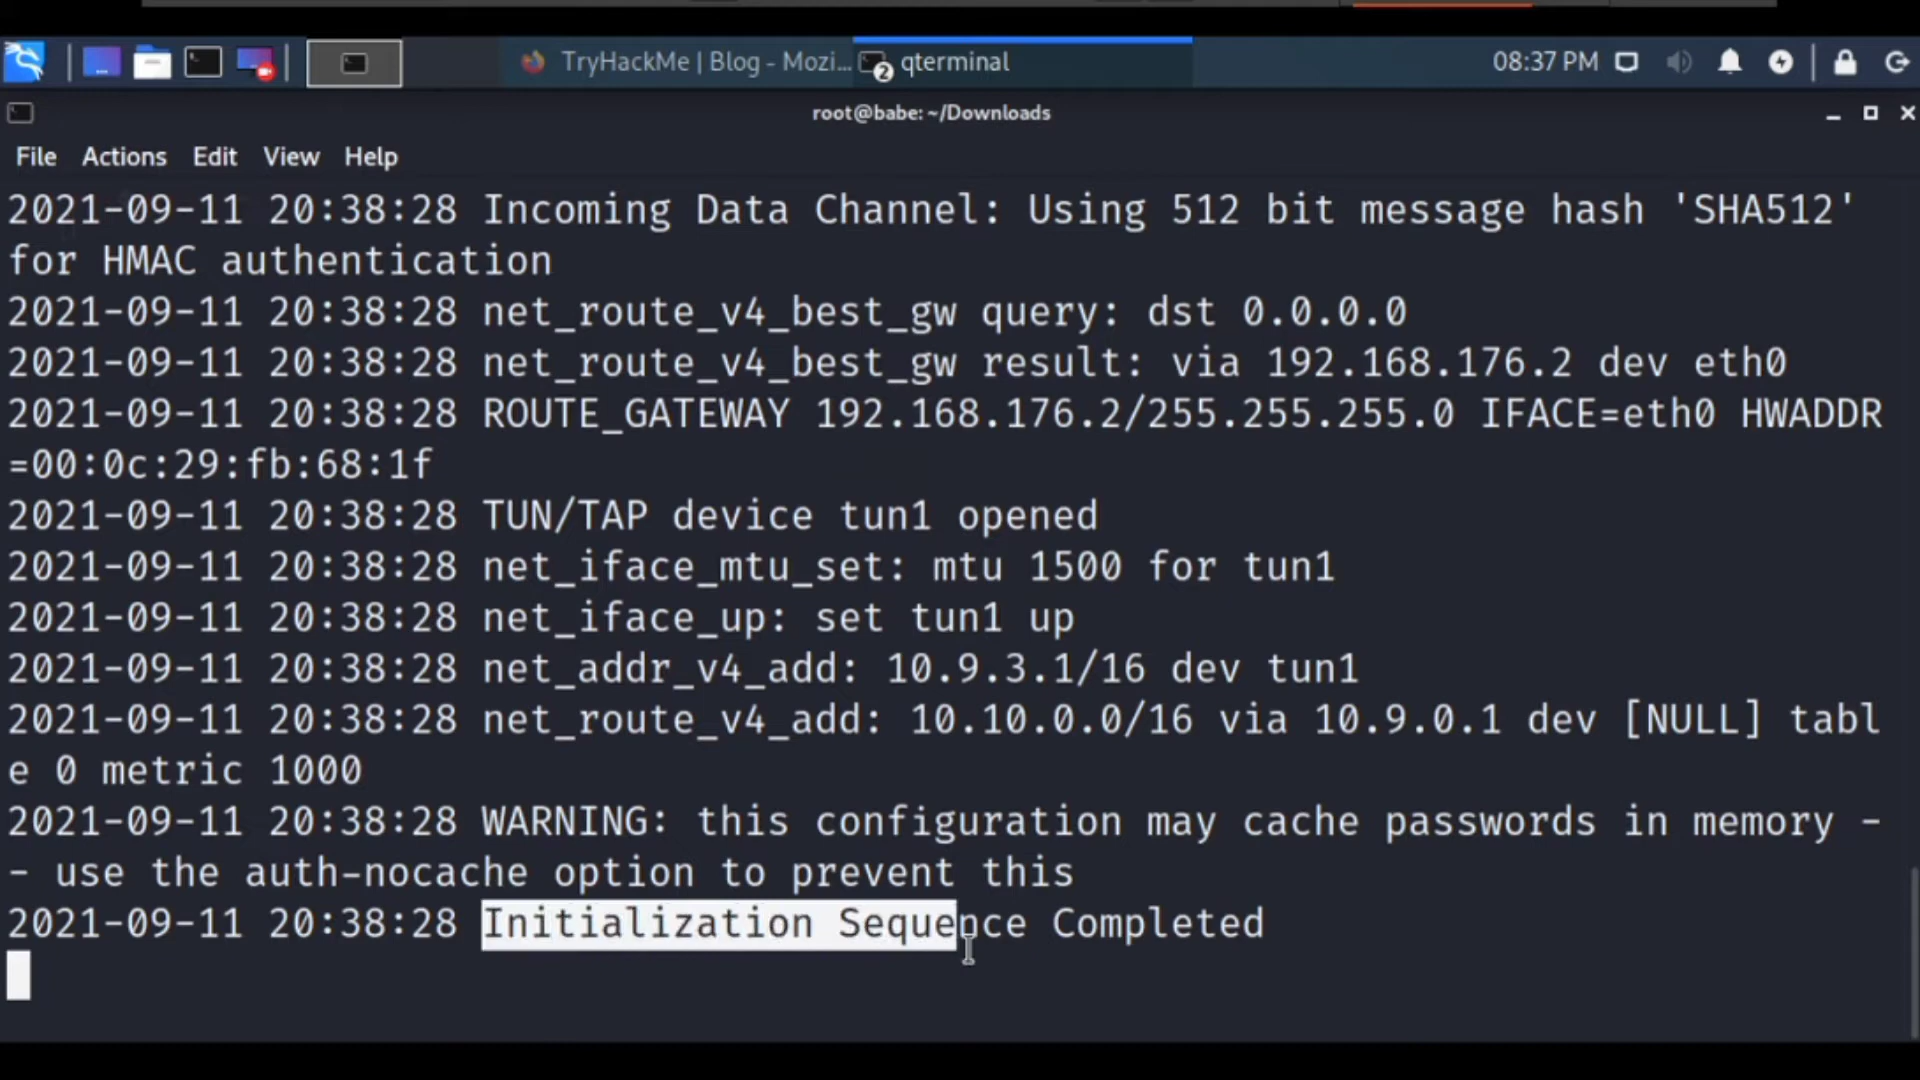 TryHackMe | Blog - Mozi...
2 qterminal
08:37 PM
root@babe: ~/Downloads
File Actions Edit View Help
2021-09-11 20:38:28 Incoming Data Channel: Using 512 bit message hash 'SHA512'
for HMAC authentication
2021-09-11 20:38:28 net_route_v4_best_gw query: dst 0.0.0.0
2021-09-11 20:38:28 net_route_v4_best_gw result: via 192.168.176.2 dev eth0
2021-09-11 20:38:28 ROUTE_GATEWAY 192.168.176.2/255.255.255.0 IFACE=eth0 HWADDR
=00:0c:29:fb:68:1f
2021-09-11 20:38:28 TUN/TAP device tun1 opened
2021-09-11 20:38:28 net_iface_mtu_set: mtu 1500 for tun1
2021-09-11 20:38:28 net_iface_up: set tun1 up
2021-09-11 20:38:28 net_addr_v4_add: 10.9.3.1/16 dev tun1
2021-09-11 20:38:28 net_route_v4_add: 10.10.0.0/16 via 10.9.0.1 dev [NULL] tabl
e 0 metric 1000
2021-09-11 20:38:28 WARNING: this configuration may cache passwords in memory -
- use the auth-nocache option to prevent this
2021-09-11 20:38:28 Initialization Sequence Completed